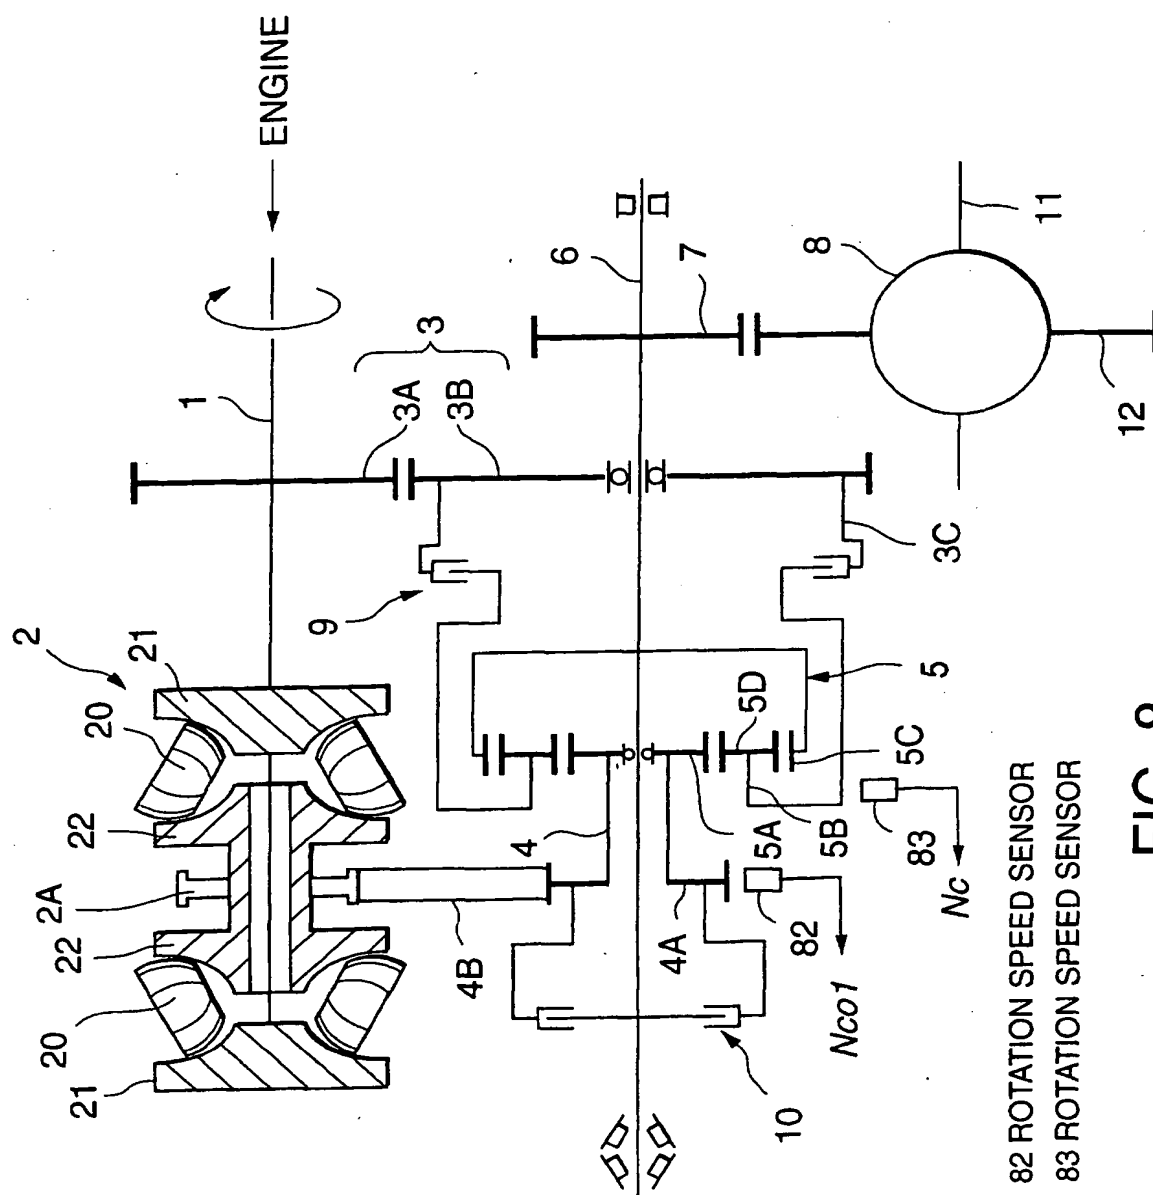 ENGINE
1
3
3A
3B
6
7
8
11
12
3C
9
2
21
20
22
2A
22
20
21
4B
4
5
5D
5C
5B
5A
4A
82
83
Nc
Nco1
10
82 ROTATION SPEED SENSOR
83 ROTATION SPEED SENSOR